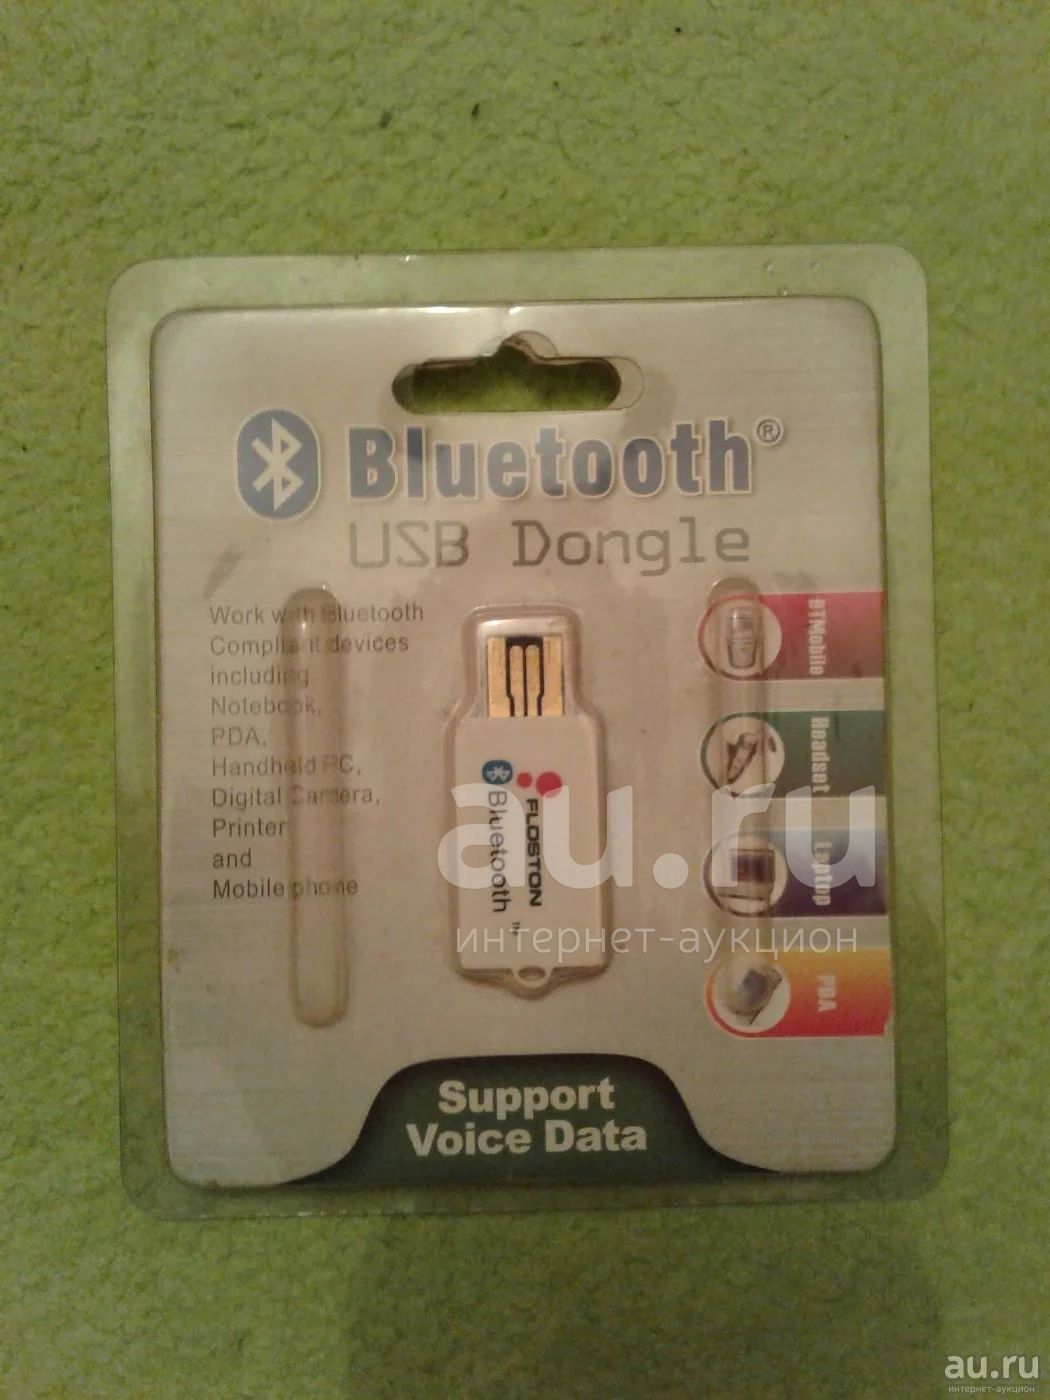 Bluetooth®
USB Dongle
Work with Bluetooth
Compliant devices
including
Notebook,
PDA,
Handheld PC,
Digital Camera,
Printer
and
Mobile phone
FLOSTON
Bluetooth™
BTMobile
Headset
Laptop
PDA
Support
Voice Data
au.ru
интернет-аукцион
au.ru
интернет-аукцион